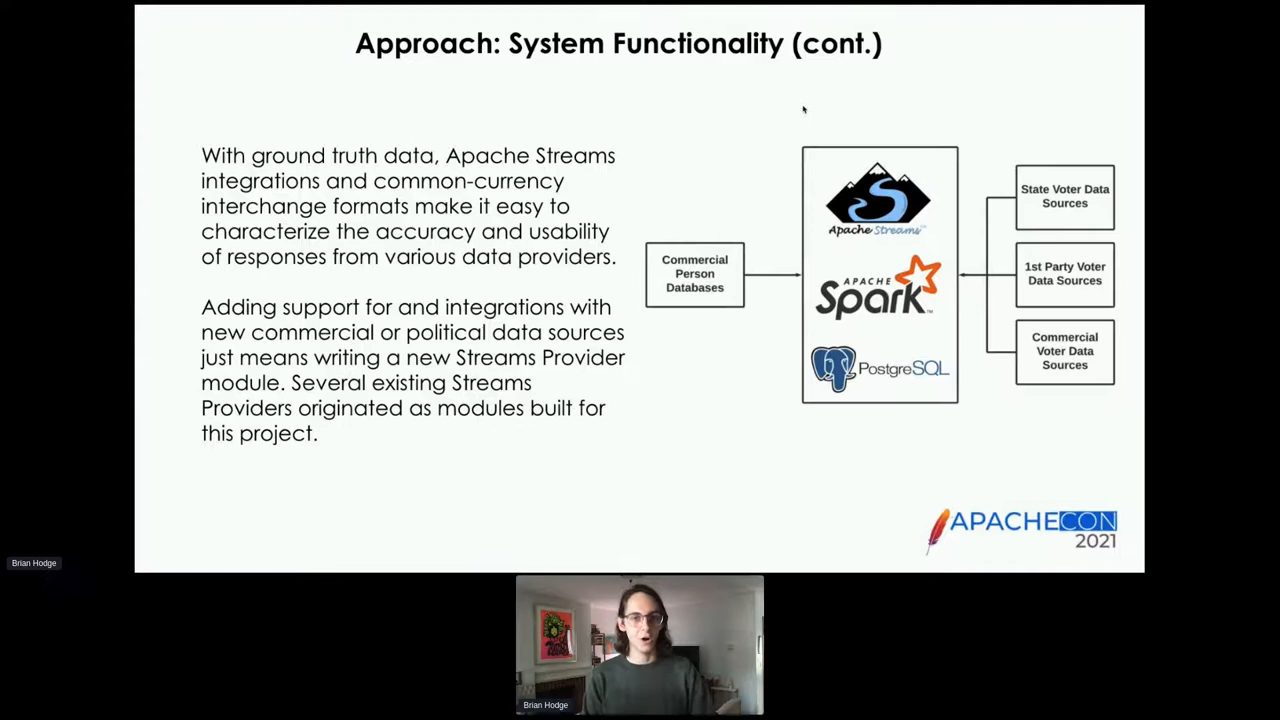 Approach: System Functionality (cont.)
With ground truth data, Apache Streams
integrations and common-currency
interchange formats make it easy to
characterize the accuracy and usability
of responses from various data providers.
Adding support for and integrations with
new commercial or political data sources
just means writing a new Streams Provider
module. Several existing Streams
Providers originated as modules built for
this project.
Commercial
Person
Databases
Apache Streams™
APACHE
Spark™
PostgreSQL
State Voter Data
Sources
1st Party Voter
Data Sources
Commercial
Voter Data
Sources
APACHECON
2021
Brian Hodge
Brian Hodge